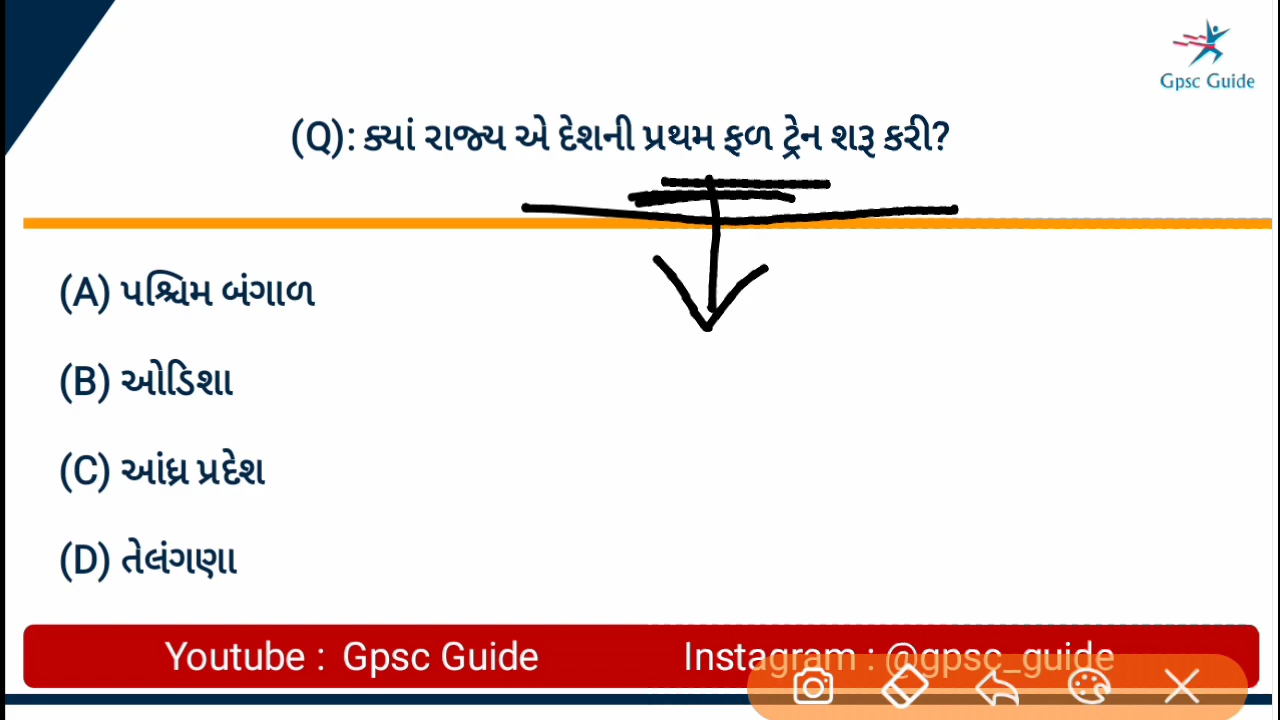 Gpsc Guide
(Q): ક્યાં રાજ્ય એ દેશની પ્રથમ ફળ ટ્રેન શરૂ કરી?
(A) પશ્ચિમ બંગાળ
(B) ઓડિશા
(C) આંધ્ર પ્રદેશ
(D) તેલંગણા
Youtube : Gpsc Guide Instagram : @gpsc_guide